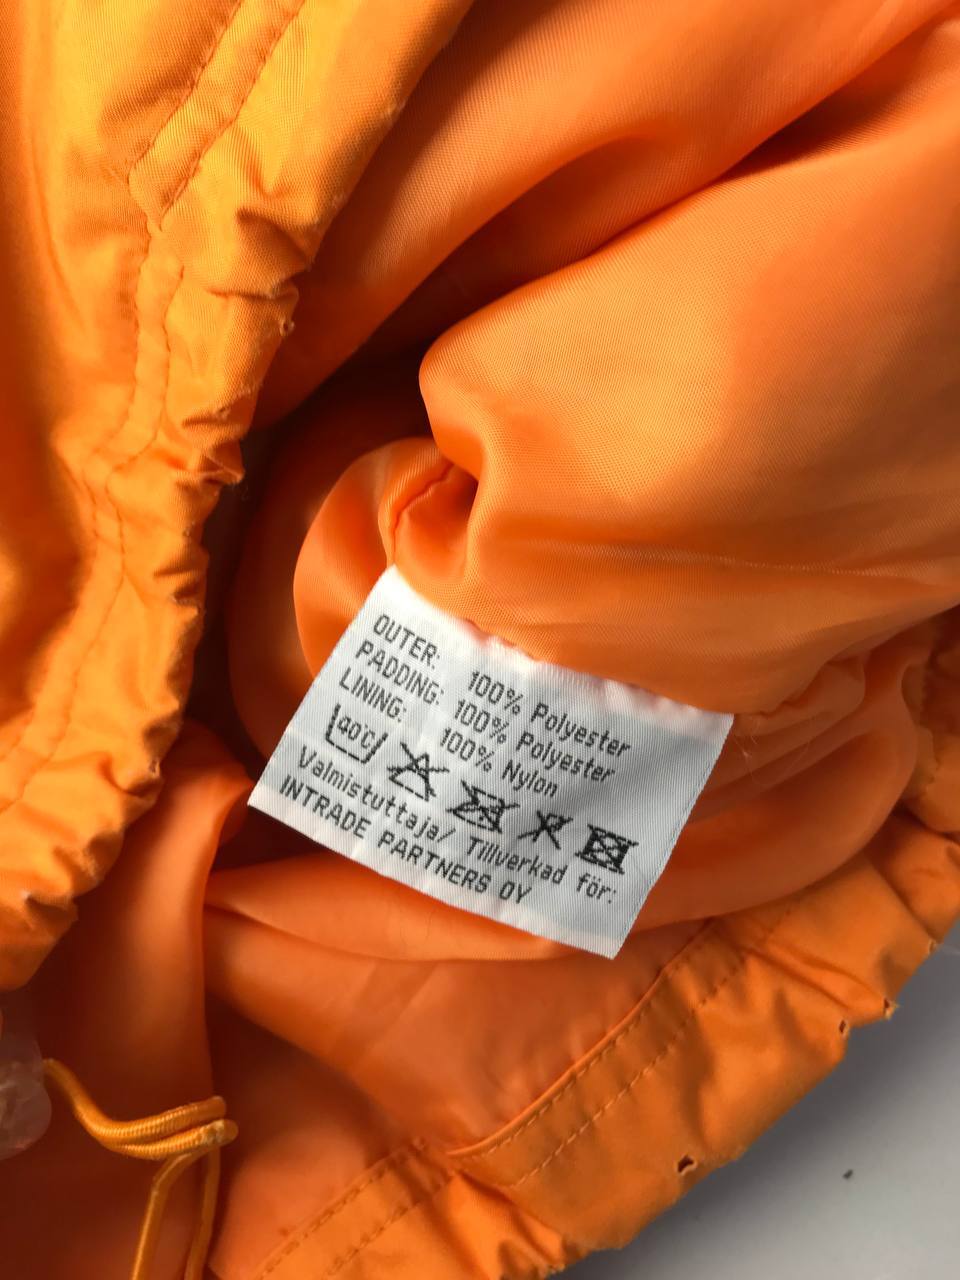 OUTER: 100% Polyester
PADDING: 100% Polyester
LINING: 100% Nylon
40°C
Valmistuttaja/ Tillverkad för:
INTRADE PARTNERS OY